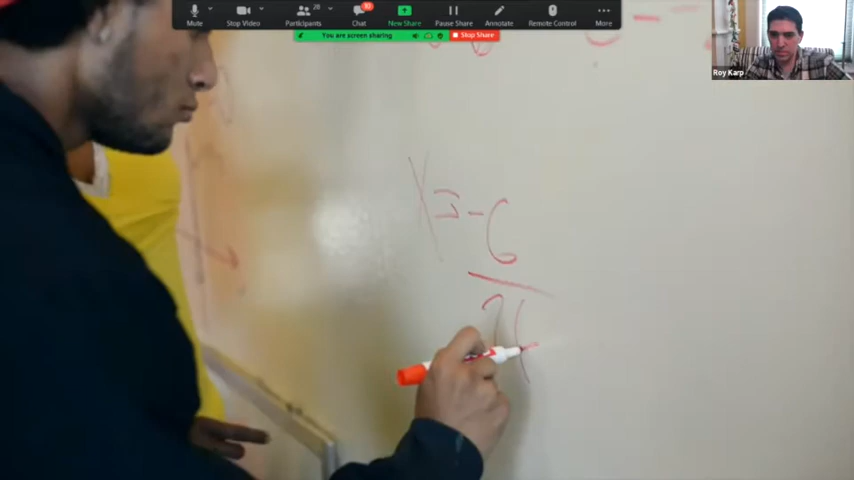 Mute
Stop Video
Participants
28
Chat
New Share
Pause Share
Annotate
Remote Control
More
You are screen sharing
Stop Share
Roy Karp
X = -6
2(